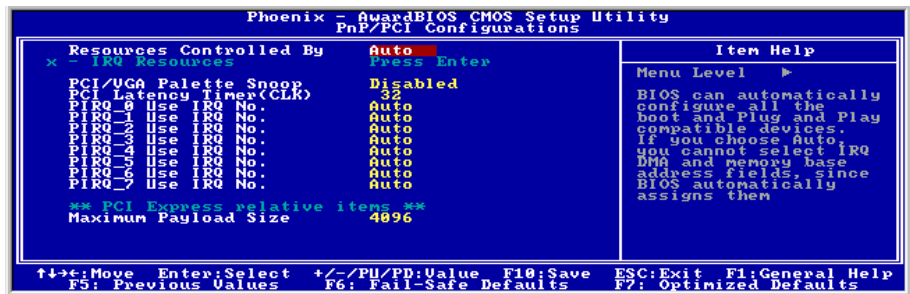 Phoenix - AwardBIOS CMOS Setup Utility
PnP/PCI Configurations
Resources Controlled By Auto
x - IRQ Resources Press Enter
PCI/VGA Palette Snoop Disabled
PCI Latency Timer(CLK) 32
PIRQ_0 Use IRQ No. Auto
PIRQ_1 Use IRQ No. Auto
PIRQ_2 Use IRQ No. Auto
PIRQ_3 Use IRQ No. Auto
PIRQ_4 Use IRQ No. Auto
PIRQ_5 Use IRQ No. Auto
PIRQ_6 Use IRQ No. Auto
PIRQ_7 Use IRQ No. Auto
** PCI Express relative items **
Maximum Payload Size 4096
Item Help
Menu Level ►
BIOS can automatically
configure all the
boot and Plug and Play
compatible devices.
If you choose Auto,
you cannot select IRQ
DMA and memory base
address fields, since
BIOS automatically
assigns them
↑↓→←:Move Enter:Select +/-/PU/PD:Value F10:Save ESC:Exit F1:General Help
F5: Previous Values F6: Fail-Safe Defaults F7: Optimized Defaults